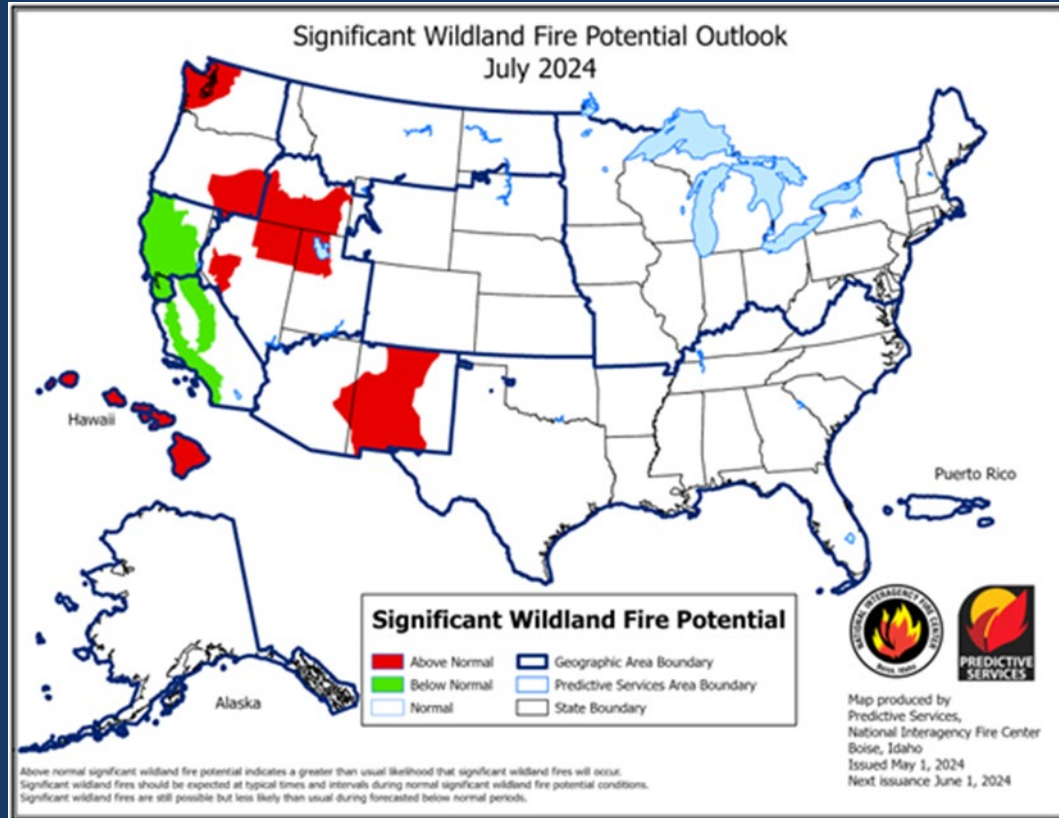 Significant Wildland Fire Potential Outlook
July 2024
Hawaii
Puerto Rico
Alaska
Significant Wildland Fire Potential
Above Normal
Geographic Area Boundary
Below Normal
Predictive Services Area Boundary
Normal
State Boundary
NATIONAL INTERAGENCY FIRE CENTER
Boise, Idaho
PREDICTIVE
SERVICES
Map produced by
Predictive Services,
National Interagency Fire Center
Boise, Idaho
Issued May 1, 2024
Next issuance June 1, 2024
Above normal significant wildland fire potential indicates a greater than usual likelihood that significant wildland fires will occur.
Significant wildland fires should be expected at typical times and intervals during normal significant wildland fire potential conditions.
Significant wildland fires are still possible but less likely than usual during forecasted below normal periods.